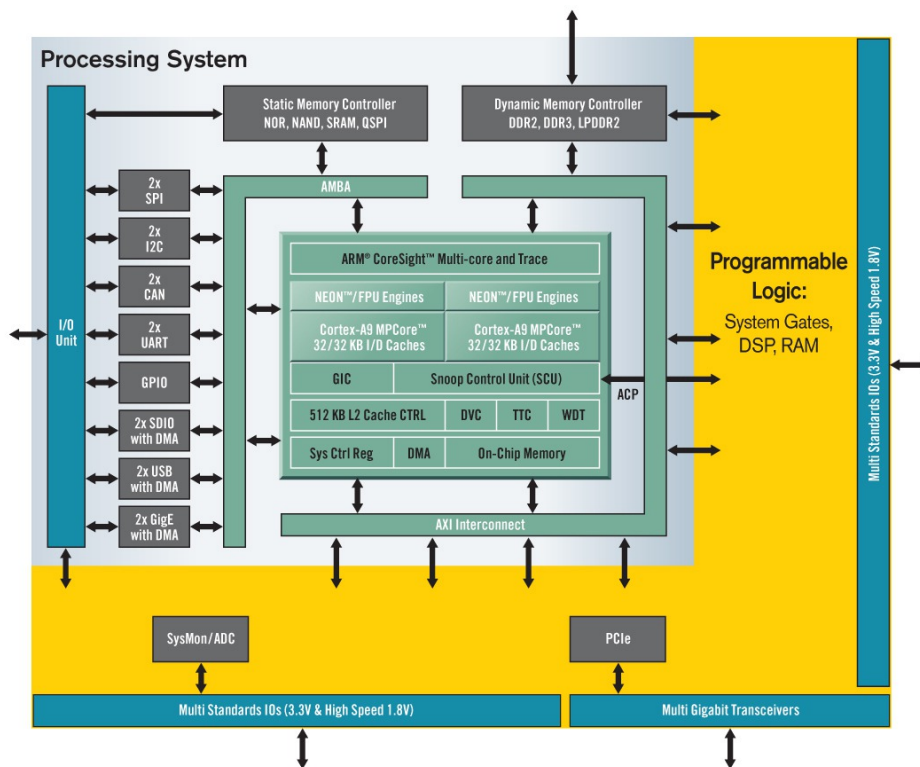 Processing System
Static Memory Controller
NOR, NAND, SRAM, QSPI
Dynamic Memory Controller
DDR2, DDR3, LPDDR2
AMBA
2x
SPI
2x
I2C
2x
CAN
2x
UART
GPIO
2x SDIO
with DMA
2x USB
with DMA
2x GigE
with DMA
I/O
Unit
ARM® CoreSight™ Multi-core and Trace
NEON™/FPU Engines
NEON™/FPU Engines
Cortex-A9 MPCore™
32/32 KB I/D Caches
Cortex-A9 MPCore™
32/32 KB I/D Caches
GIC
Snoop Control Unit (SCU)
512 KB L2 Cache CTRL
DVC
TTC
WDT
Sys Ctrl Reg
DMA
On-Chip Memory
ACP
AXI Interconnect
Programmable
Logic:
System Gates,
DSP, RAM
Multi Standards IOs (3.3V & High Speed 1.8V)
SysMon/ADC
PCIe
Multi Standards IOs (3.3V & High Speed 1.8V)
Multi Gigabit Transceivers